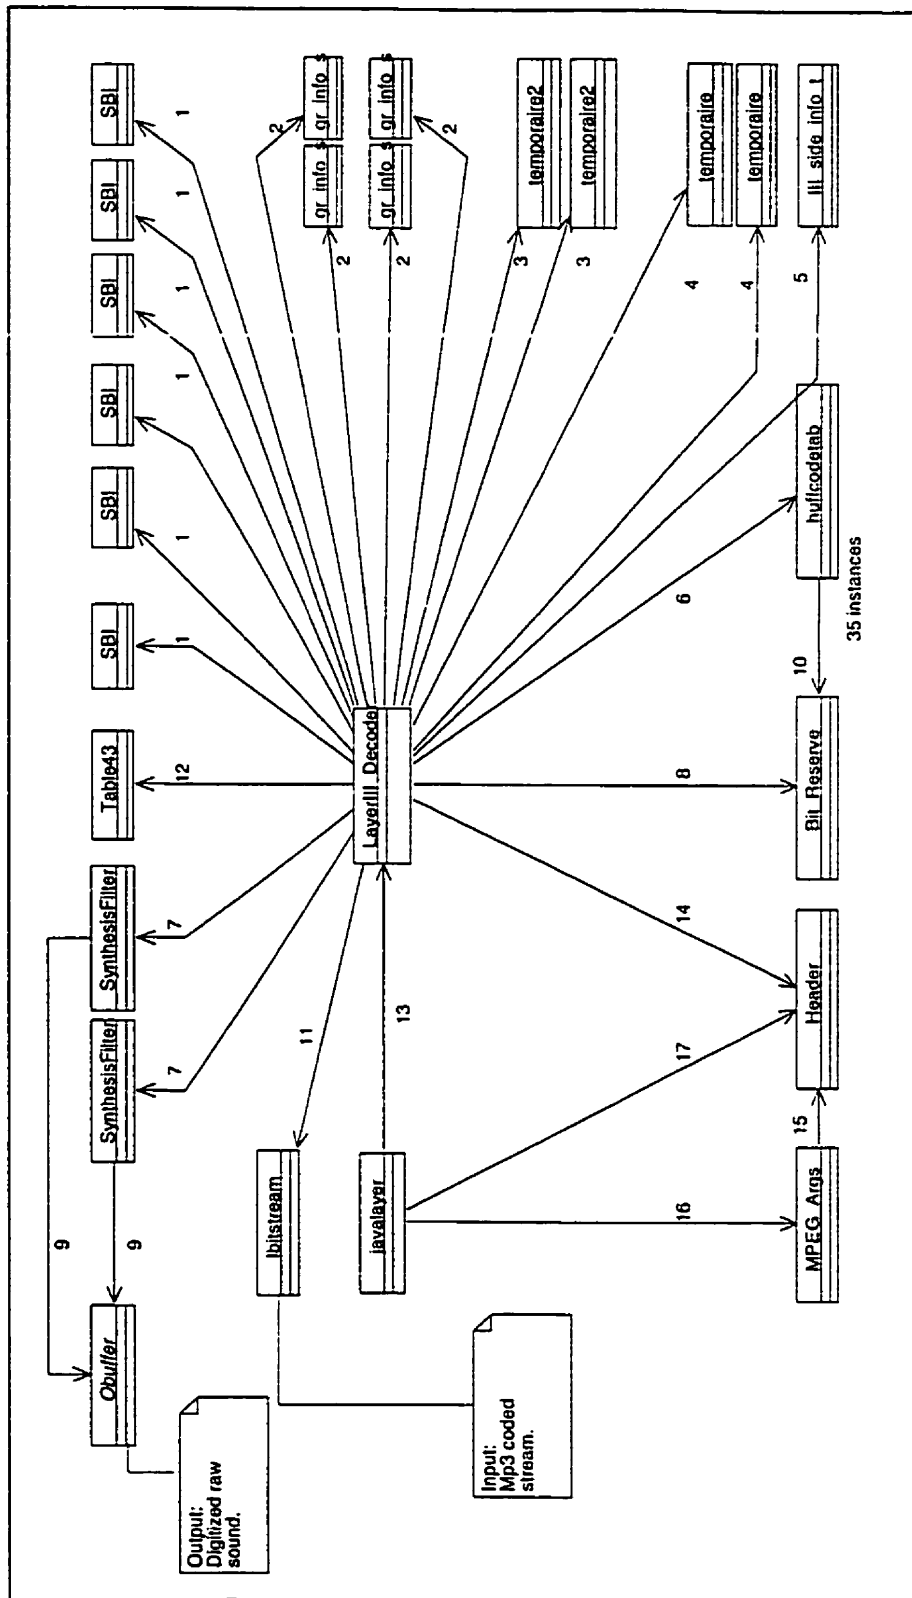 9
Obuffer
SynthesisFilter
SynthesisFilter
Table43
SBI
SBI
SBI
SBI
SBI
SBI
9
7
7
12
1
1
1
1
1
Output:
Digitized raw
sound.
Ibitstream
11
2
2
gr_info_s
gr_info_s
2
2
gr_info_s
gr_info_s
javalayer
13
LayerIII_Decoder
Input:
Mp3 coded
stream.
3
temporaire2
3
temporaire2
16
17
14
8
6
4
temporaire
4
temporaire
5
III_side_info_t
MPEG_Args
15
Header
Bit_Reserve
10
huffcodetab
35 instances